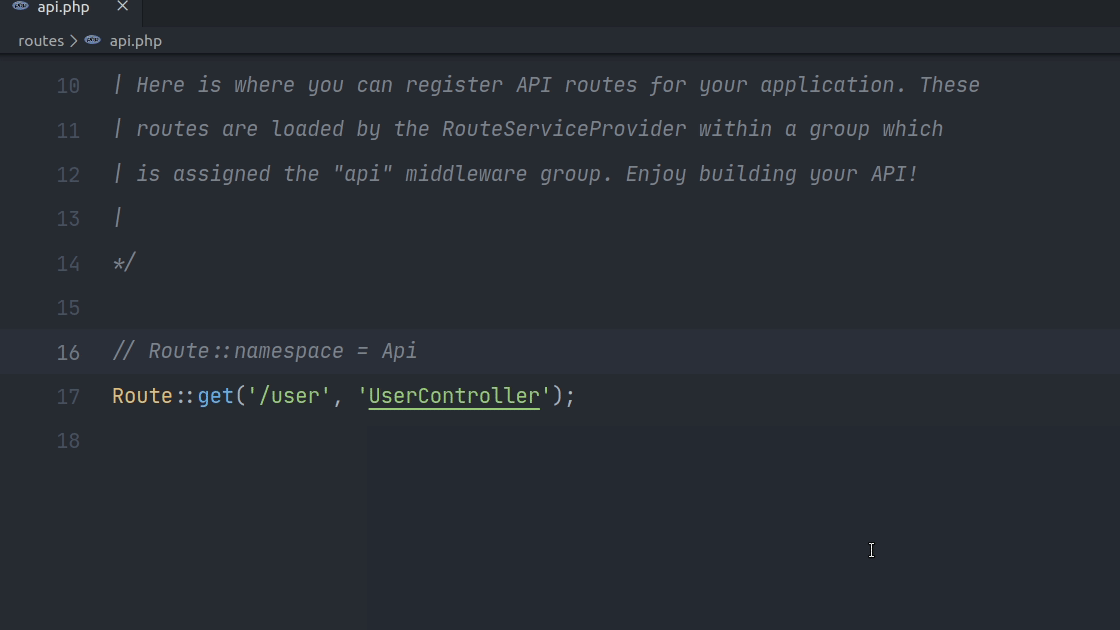 api.php
routes > api.php
10 | Here is where you can register API routes for your application. These
11 | routes are loaded by the RouteServiceProvider within a group which
12 | is assigned the "api" middleware group. Enjoy building your API!
13 |
14 */
15
16 // Route::namespace = Api
17 Route::get('/user', 'UserController');
18